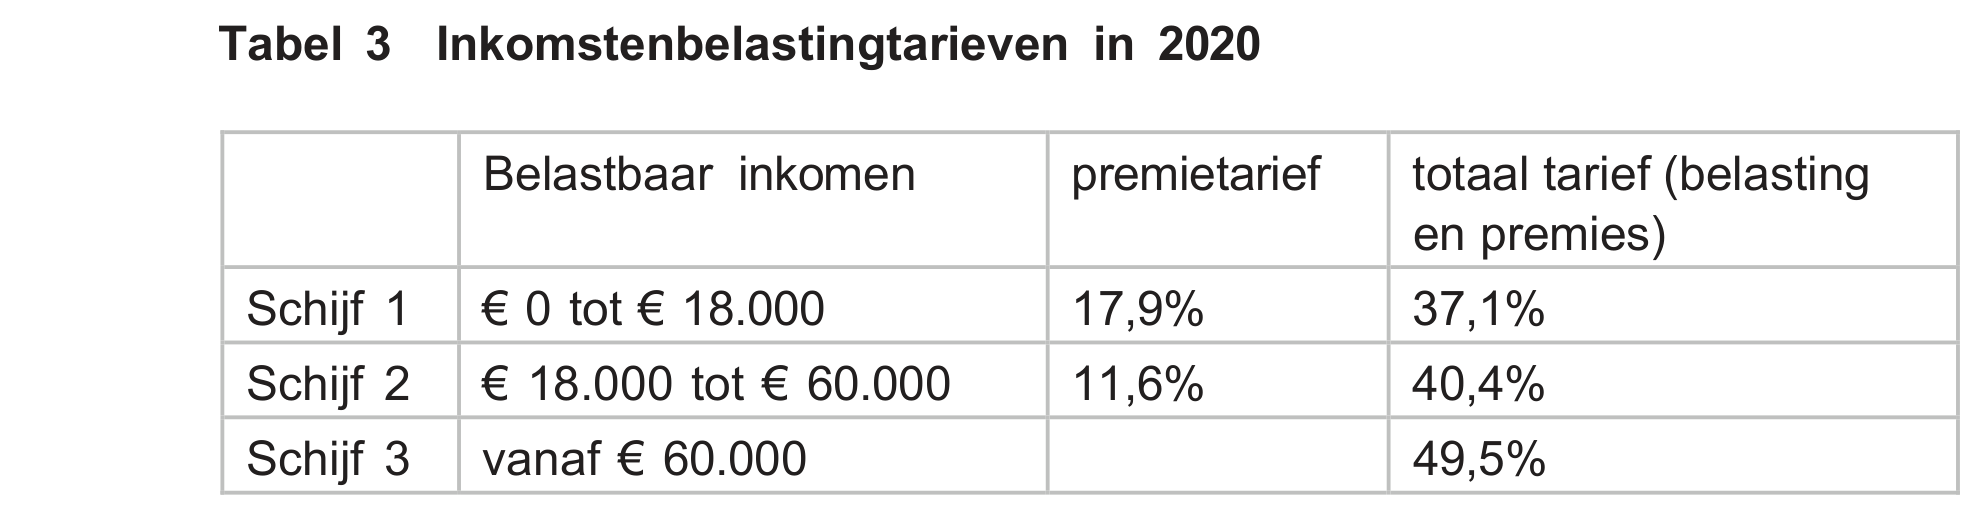 Tabel 3 Inkomstenbelastingtarieven in 2020
Belastbaar inkomen premietarief totaal tarief (belasting
en premies)
Schijf 1 € 0 tot € 18.000 17,9% 37,1%
Schijf 2 € 18.000 tot € 60.000 11,6% 40,4%
Schijf 3 vanaf € 60.000 49,5%